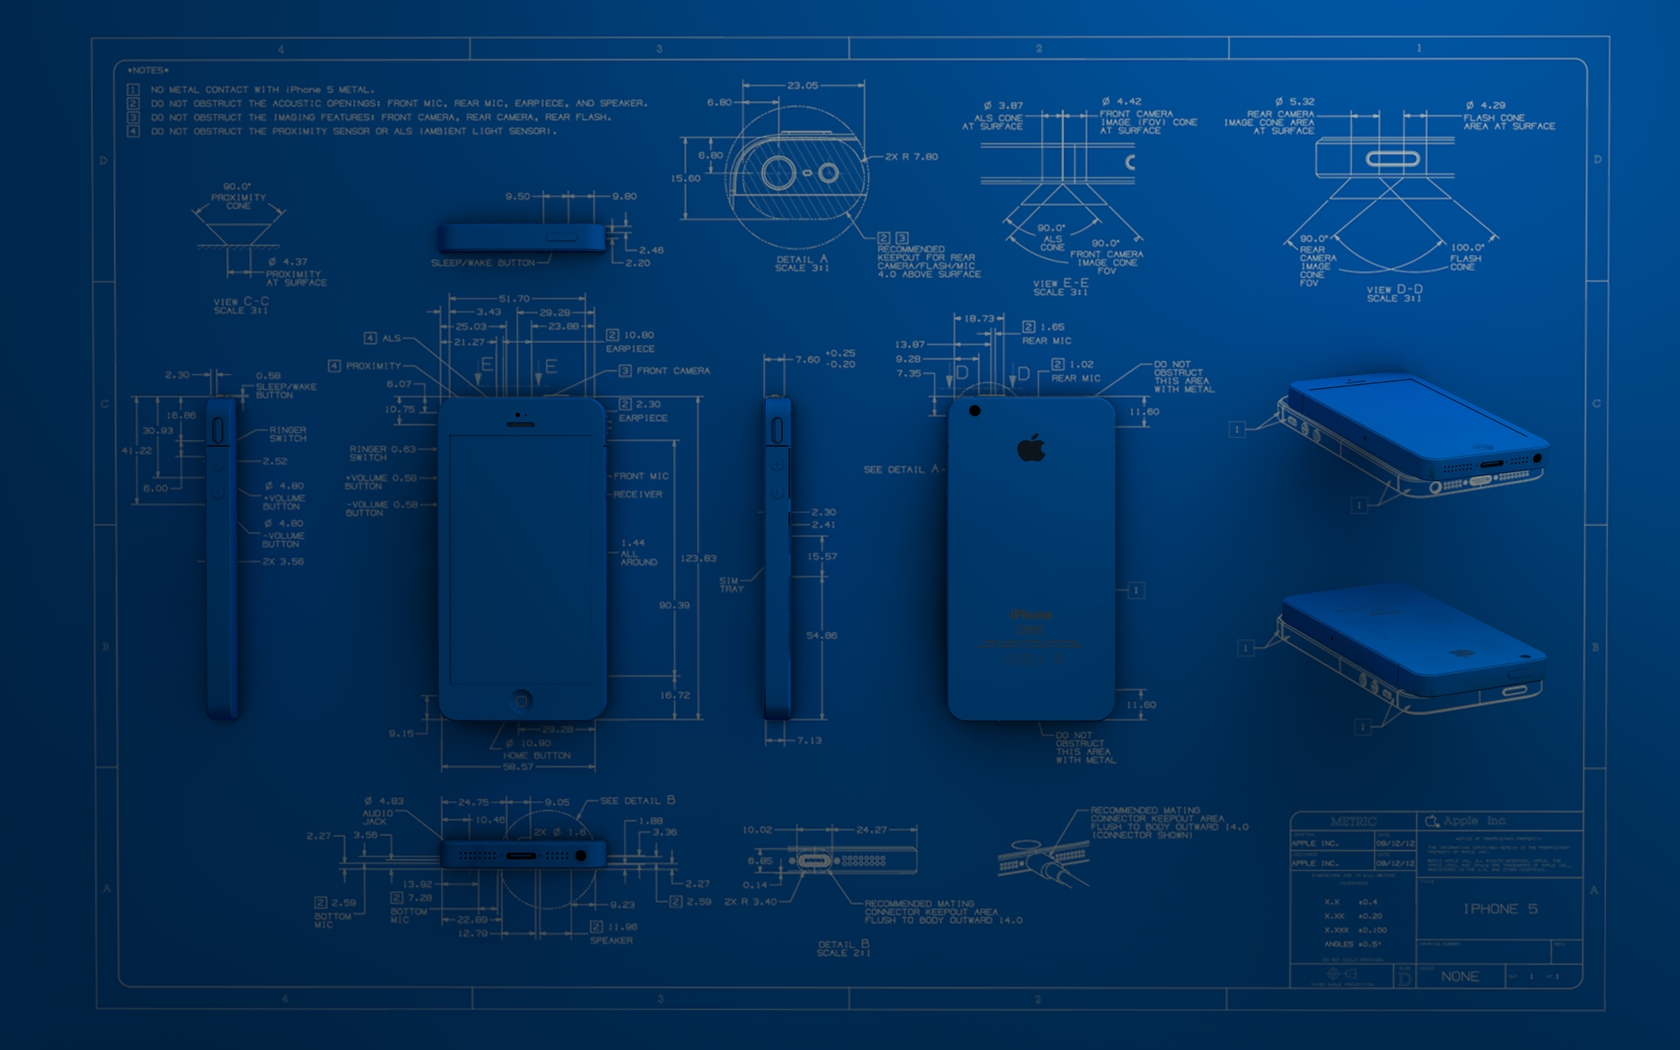 4
3
2
1
*NOTES*
1 NO METAL CONTACT WITH iPhone 5 METAL.
2 DO NOT OBSTRUCT THE ACOUSTIC OPENINGS: FRONT MIC, REAR MIC, EARPIECE, AND SPEAKER.
3 DO NOT OBSTRUCT THE IMAGING FEATURES: FRONT CAMERA, REAR CAMERA, REAR FLASH.
4 DO NOT OBSTRUCT THE PROXIMITY SENSOR OR ALS (AMBIENT LIGHT SENSOR).
D
90.0°
PROXIMITY
CONE
Ø 4.37
PROXIMITY
AT SURFACE
VIEW C-C
SCALE 3:1
9.50
9.80
2.46
2.20
SLEEP/WAKE BUTTON
23.05
6.80
6.80
15.60
2X R 7.80
2 3
RECOMMENDED
KEEPOUT FOR REAR
CAMERA/FLASH/MIC
4.0 ABOVE SURFACE
DETAIL A
SCALE 3:1
Ø 3.87
ALS CONE
AT SURFACE
Ø 4.42
FRONT CAMERA
IMAGE (FOV) CONE
AT SURFACE
90.0°
ALS
CONE
90.0°
FRONT CAMERA
IMAGE CONE
FOV
VIEW E-E
SCALE 3:1
Ø 5.32
REAR CAMERA
IMAGE CONE AREA
AT SURFACE
Ø 4.29
FLASH CONE
AREA AT SURFACE
90.0°
REAR
CAMERA
IMAGE
CONE
FOV
100.0°
FLASH
CONE
VIEW D-D
SCALE 3:1
D
C
2.30
0.58
SLEEP/WAKE
BUTTON
16.86
30.93
41.22
6.00
RINGER
SWITCH
2.52
Ø 4.80
+VOLUME
BUTTON
Ø 4.80
-VOLUME
BUTTON
2X 3.56
51.70
3.43
29.28
25.03
23.88
21.27
4 ALS
4 PROXIMITY
E
E
2 10.80
EARPIECE
3 FRONT CAMERA
6.07
10.75
2 2.30
EARPIECE
RINGER 0.63
SWITCH
+VOLUME 0.58
BUTTON
-VOLUME 0.58
BUTTON
FRONT MIC
RECEIVER
1.44
ALL
AROUND
123.83
90.39
16.72
9.15
29.28
Ø 10.90
HOME BUTTON
58.57
7.60 +0.25
-0.20
2.30
2.41
15.57
SIM
TRAY
54.86
7.13
18.73
2 1.65
REAR MIC
13.87
9.28
7.35
D
D
2 1.02
REAR MIC
DO NOT
OBSTRUCT
THIS AREA
WITH METAL
11.60
SEE DETAIL A
1
iPhone
11.60
DO NOT
OBSTRUCT
THIS AREA
WITH METAL
1
1
1
1
C
B
B
Ø 4.83
AUDIO
JACK
24.75
9.05
SEE DETAIL B
10.46
2X Ø 1.6
1.88
3.36
2.27
3.56
13.92
2 7.28
BOTTOM
MIC
2 2.59
BOTTOM
MIC
22.89
12.79
9.23
2.27
2 2.59
2 11.96
SPEAKER
10.02
24.27
6.85
0.14
2X R 3.40
RECOMMENDED MATING
CONNECTOR KEEPOUT AREA
FLUSH TO BODY OUTWARD 14.0
DETAIL B
SCALE 2:1
RECOMMENDED MATING
CONNECTOR KEEPOUT AREA
FLUSH TO BODY OUTWARD 14.0
(CONNECTOR SHOWN)
A
A
METRIC
Apple Inc.
APPLE INC. 09/12/12
APPLE INC. 09/12/12
X.X ±0.4
X.XX ±0.20
X.XXX ±0.100
ANGLES ±0.5°
IPHONE 5
D
NONE
1
1
4
3
2